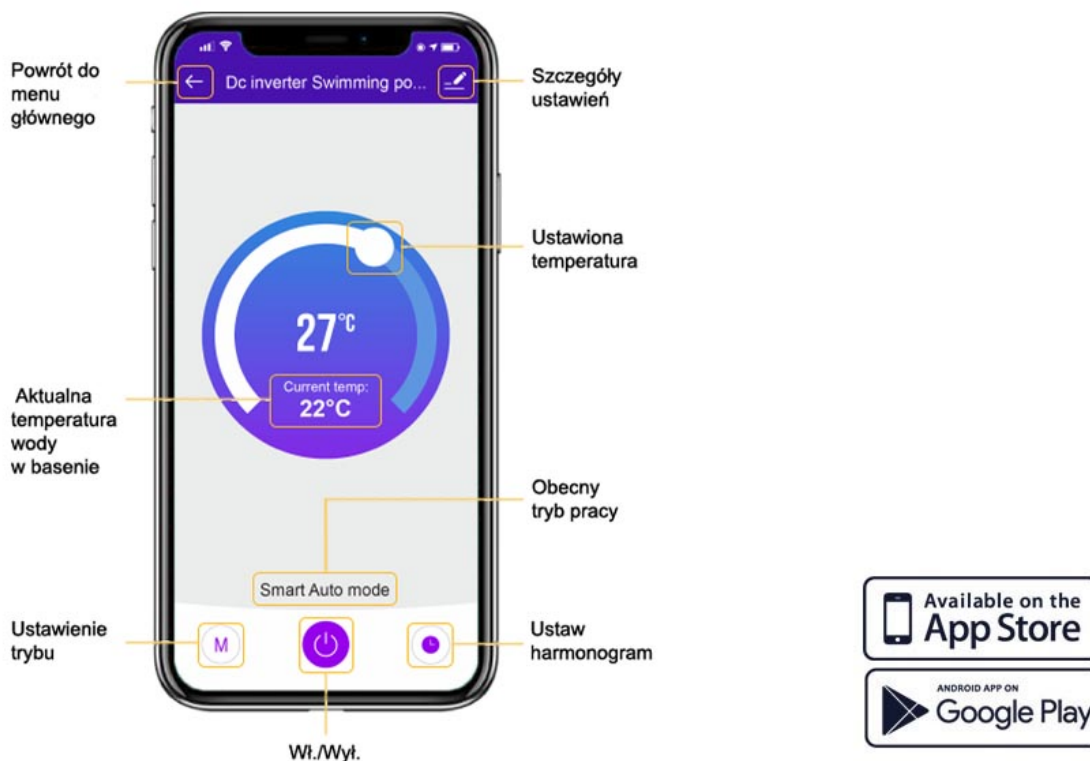 Powrót do
menu
głównego
Dc inverter Swimming po...
Szczegóły
ustawień
Ustawiona
temperatura
27°C
Current temp:
22°C
Aktualna
temperatura
wody
w basenie
Obecny
tryb pracy
Smart Auto mode
Ustawienie
trybu
M
Ustaw
harmonogram
Wł./Wył.
Available on the
App Store
ANDROID APP ON
Google Play